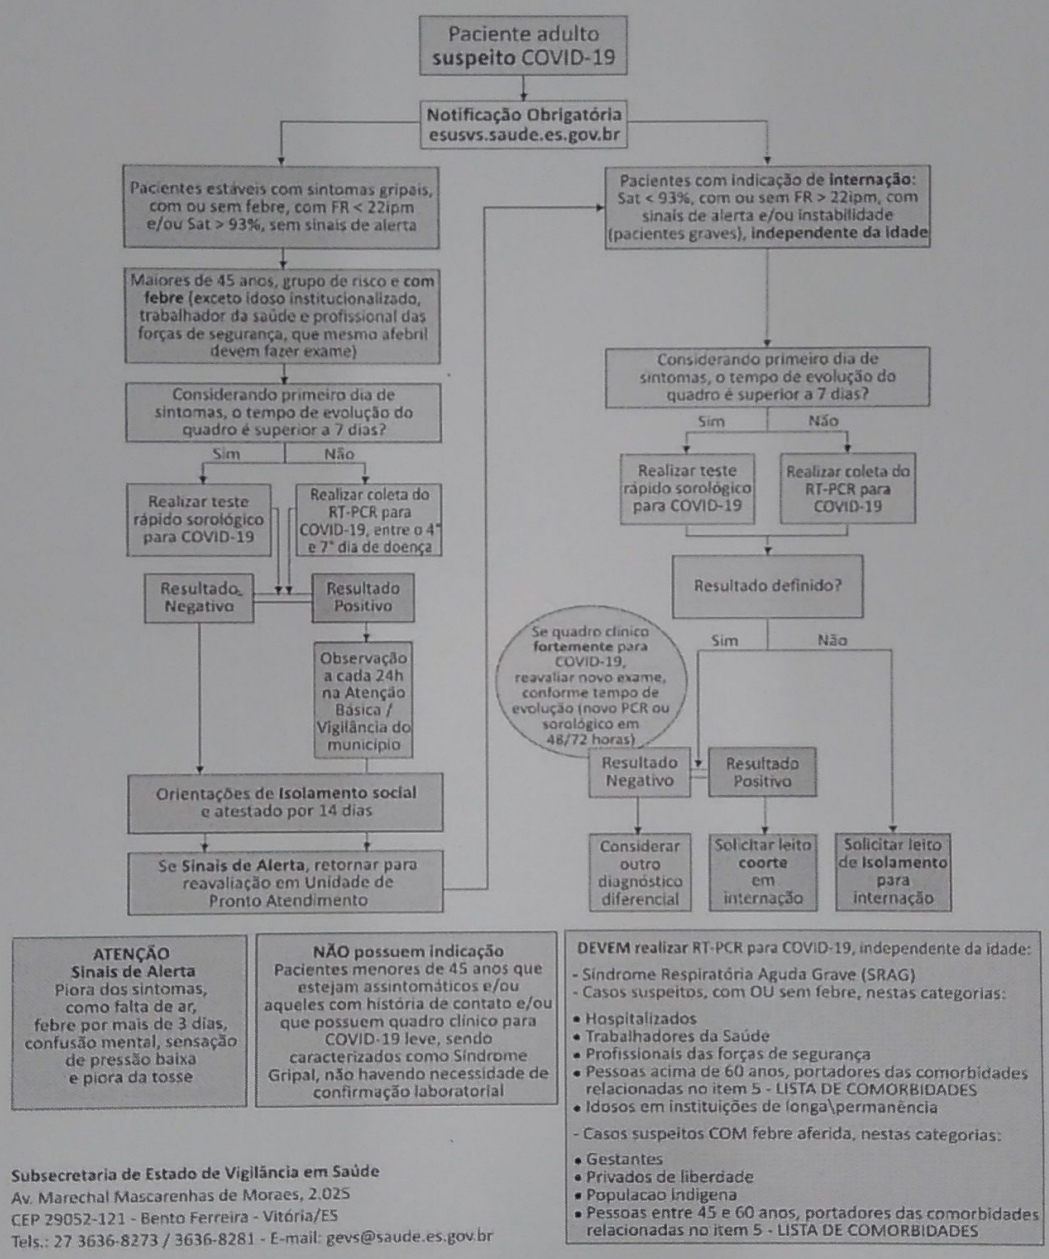 Paciente adulto
suspeito COVID-19
Notificação Obrigatória
esusvs.saude.es.gov.br
Pacientes estáveis com sintomas gripais,
com ou sem febre, com FR < 22ipm
e/ou Sat > 93%, sem sinais de alerta
Maiores de 45 anos, grupo de risco e com
febre (exceto idoso institucionalizado,
trabalhador da saúde e profissional das
forças de segurança, que mesmo afebril
devem fazer exame)
Considerando primeiro dia de
sintomas, o tempo de evolução do
quadro é superior a 7 dias?
Sim
Não
Realizar teste
rápido sorológico
para COVID-19
Realizar coleta do
RT-PCR para
COVID-19, entre o 4°
e 7° dia de doença
Resultado
Negativo
Resultado
Positivo
Observação
a cada 24h
na Atenção
Básica /
Vigilância do
município
Orientações de Isolamento social
e atestado por 14 dias
Se Sinais de Alerta, retornar para
reavaliação em Unidade de
Pronto Atendimento
Pacientes com indicação de internação:
Sat < 93%, com ou sem FR > 22ipm, com
sinais de alerta e/ou instabilidade
(pacientes graves), independente da idade
Considerando primeiro dia de
sintomas, o tempo de evolução do
quadro é superior a 7 dias?
Sim
Não
Realizar teste
rápido sorológico
para COVID-19
Realizar coleta do
RT-PCR para
COVID-19
Resultado definido?
Sim
Não
Se quadro clínico
fortemente para
COVID-19,
reavaliar novo exame,
conforme tempo de
evolução (novo PCR ou
sorológico em
48/72 horas)
Resultado
Negativo
Resultado
Positivo
Considerar
outro
diagnóstico
diferencial
Solicitar leito
coorte
em
internação
Solicitar leito
de Isolamento
para
internação
ATENÇÃO
Sinais de Alerta
Piora dos sintomas,
como falta de ar,
febre por mais de 3 dias,
confusão mental, sensação
de pressão baixa
e piora da tosse
NÃO possuem indicação
Pacientes menores de 45 anos que
estejam assintomáticos e/ou
aqueles com história de contato e/ou
que possuem quadro clínico para
COVID-19 leve, sendo
caracterizados como Síndrome
Gripal, não havendo necessidade de
confirmação laboratorial
DEVEM realizar RT-PCR para COVID-19, independente da idade:
- Síndrome Respiratória Aguda Grave (SRAG)
- Casos suspeitos, com OU sem febre, nestas categorias:
• Hospitalizados
• Trabalhadores da Saúde
• Profissionais das forças de segurança
• Pessoas acima de 60 anos, portadores das comorbidades
relacionadas no item 5 - LISTA DE COMORBIDADES
• Idosos em instituições de longa\permanência
- Casos suspeitos COM febre aferida, nestas categorias:
• Gestantes
• Privados de liberdade
• Populacao indigena
• Pessoas entre 45 e 60 anos, portadores das comorbidades
relacionadas no item 5 - LISTA DE COMORBIDADES
Subsecretaria de Estado de Vigilância em Saúde
Av. Marechal Mascarenhas de Moraes, 2.025
CEP 29052-121 - Bento Ferreira - Vitória/ES
Tels.: 27 3636-8273 / 3636-8281 - E-mail: gevs@saude.es.gov.br